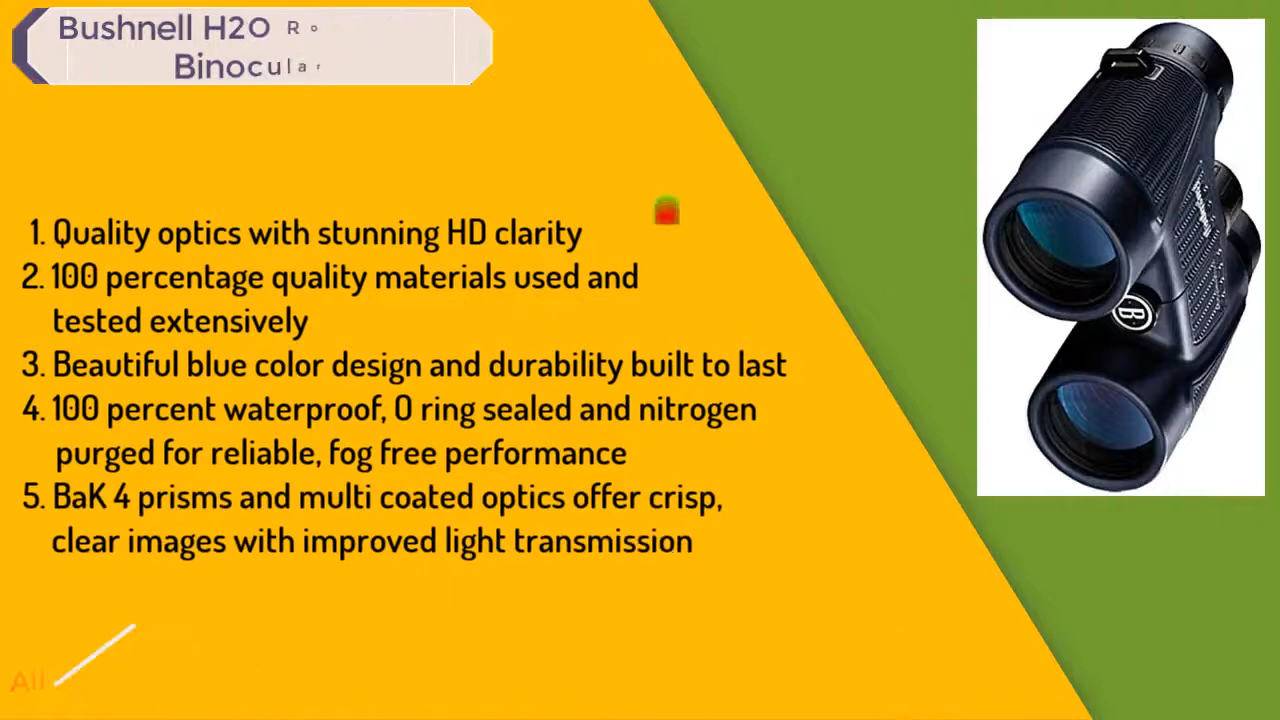 Bushnell H2O Ro
Binocular
1. Quality optics with stunning HD clarity
2. 100 percentage quality materials used and
tested extensively
3. Beautiful blue color design and durability built to last
4. 100 percent waterproof, O ring sealed and nitrogen
purged for reliable, fog free performance
5. BaK 4 prisms and multi coated optics offer crisp,
clear images with improved light transmission
B
All